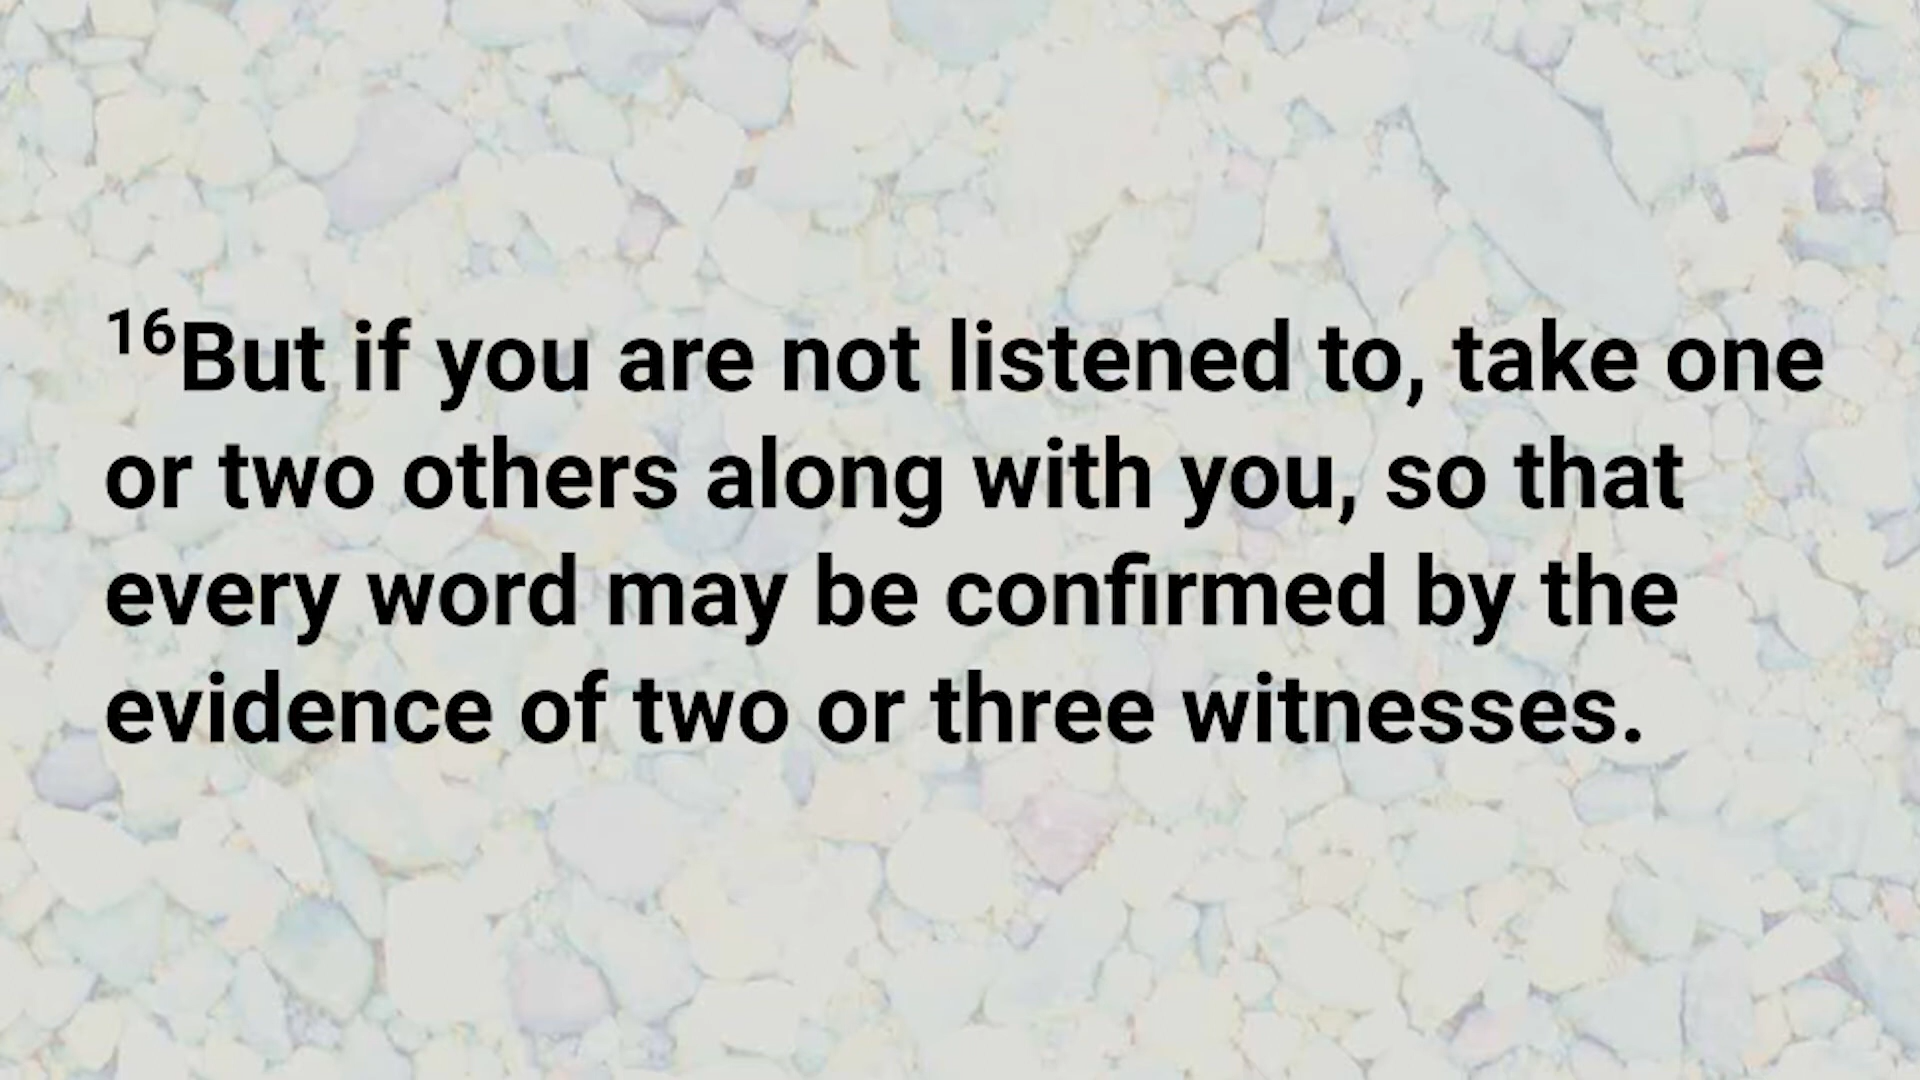 16But if you are not listened to, take one
or two others along with you, so that
every word may be confirmed by the
evidence of two or three witnesses.